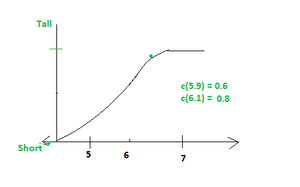 Tall
c(5.9) = 0.6
c(6.1) = 0.8
Short
5 6 7